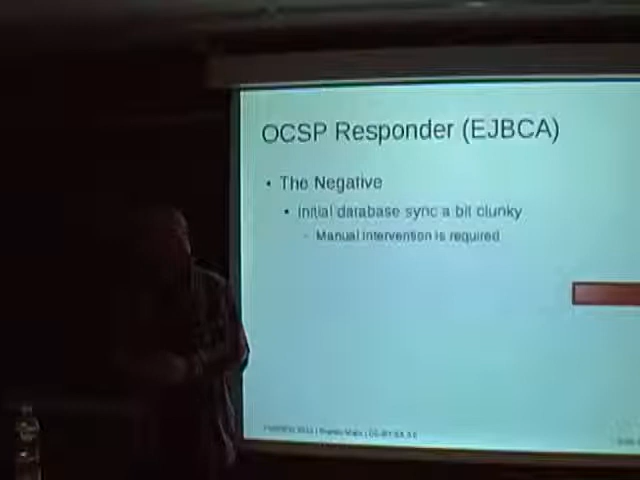 OCSP Responder (EJBCA)
• The Negative
• Initial database sync a bit clunky
- Manual intervention is required